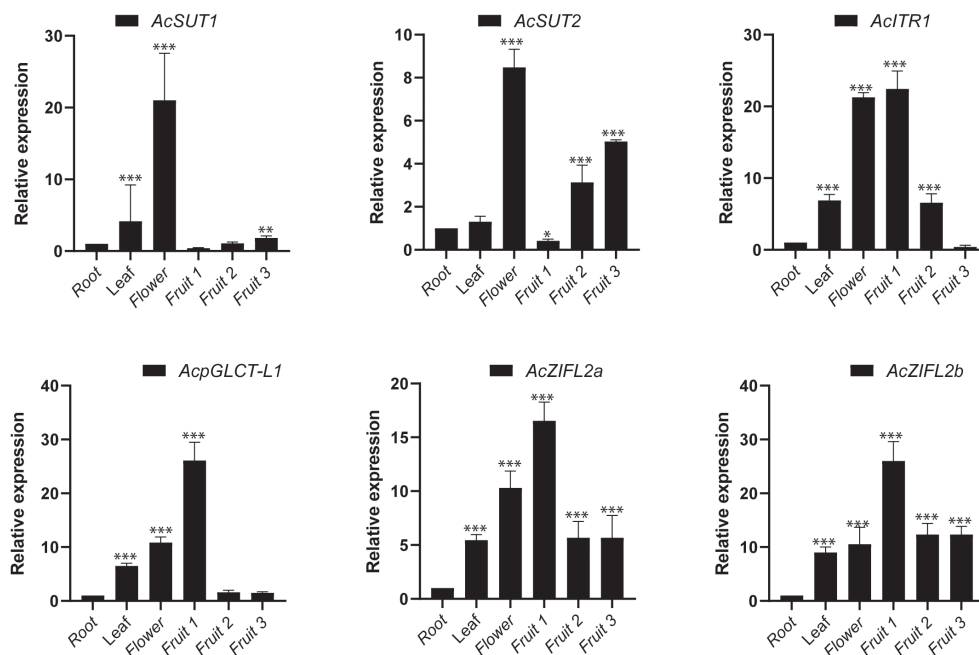 AcSUT1
Relative expression
30
20
10
0
***
***
**
Root
Leaf
Flower
Fruit 1
Fruit 2
Fruit 3
AcSUT2
Relative expression
10
8
6
4
2
0
***
*
***
***
Root
Leaf
Flower
Fruit 1
Fruit 2
Fruit 3
AcITR1
Relative expression
30
20
10
0
***
***
***
***
Root
Leaf
Flower
Fruit 1
Fruit 2
Fruit 3
AcpGLCT-L1
Relative expression
40
30
20
10
0
***
***
***
Root
Leaf
Flower
Fruit 1
Fruit 2
Fruit 3
AcZIFL2a
Relative expression
20
15
10
5
0
***
***
***
***
***
Root
Leaf
Flower
Fruit 1
Fruit 2
Fruit 3
AcZIFL2b
Relative expression
40
30
20
10
0
***
***
***
***
***
Root
Leaf
Flower
Fruit 1
Fruit 2
Fruit 3